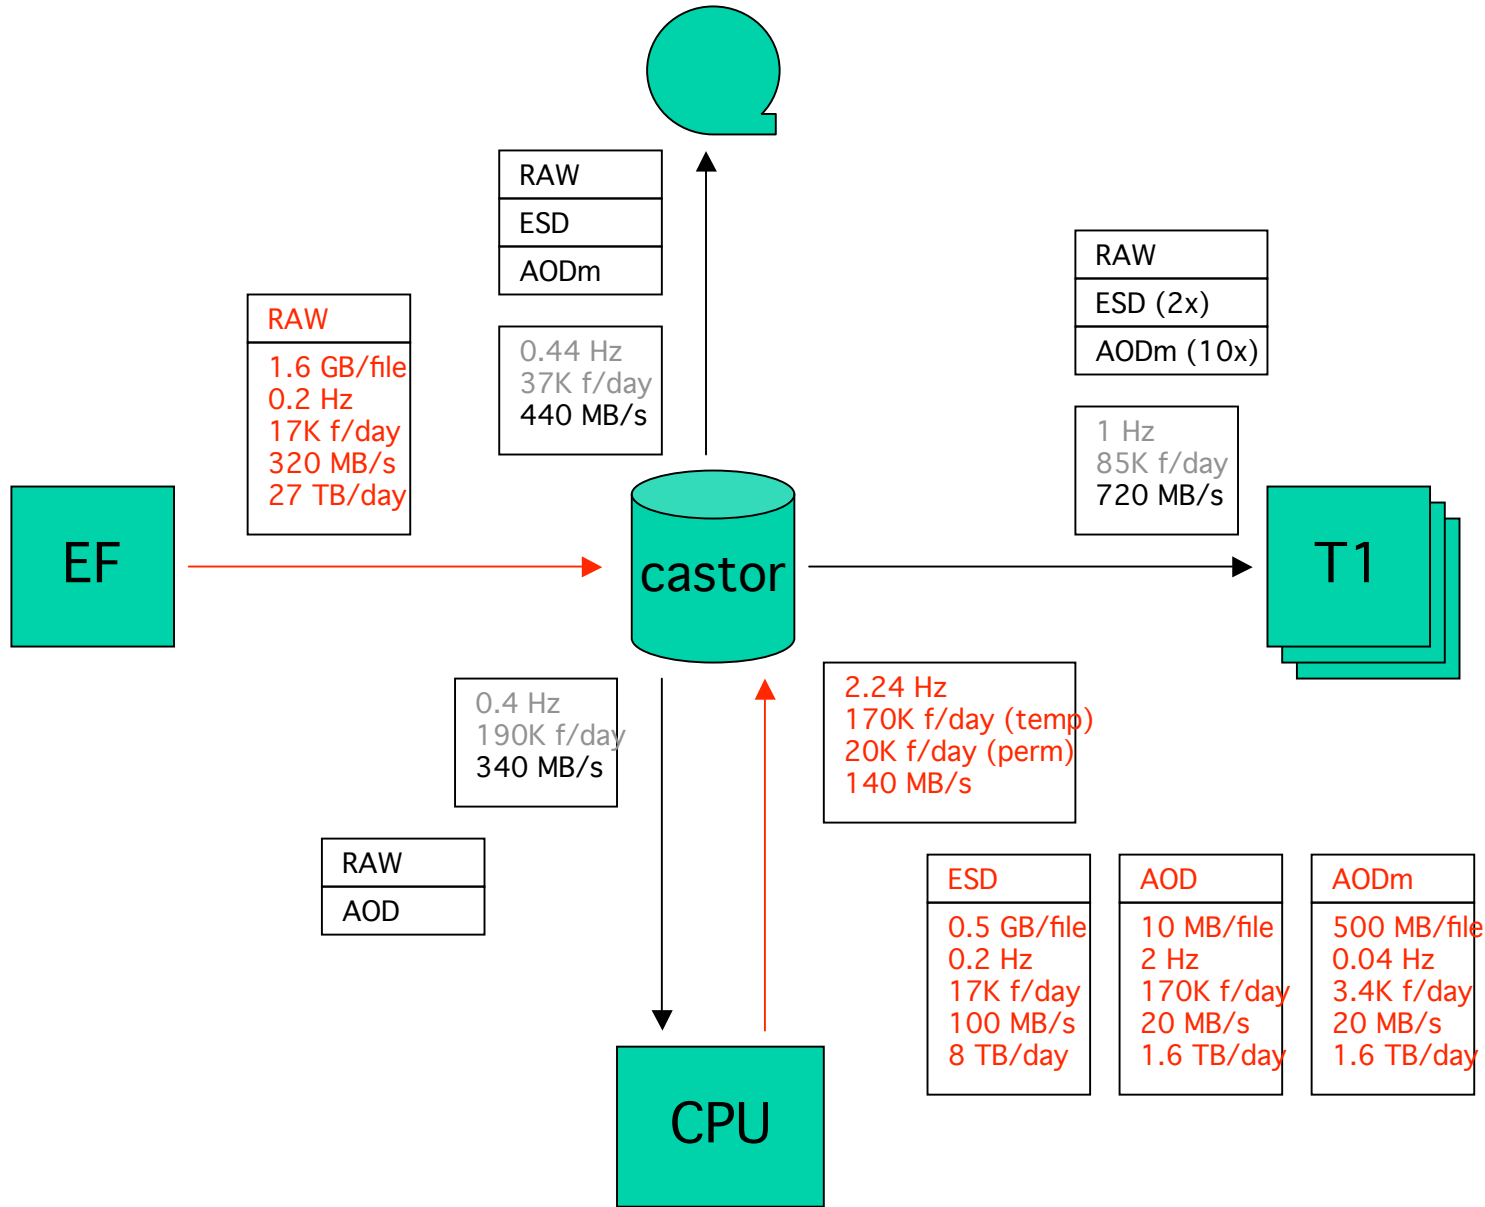 RAW
ESD
AODm
0.44 Hz
37K f/day
440 MB/s
RAW
ESD (2x)
AODm (10x)
1 Hz
85K f/day
720 MB/s
RAW
1.6 GB/file
0.2 Hz
17K f/day
320 MB/s
27 TB/day
EF
castor
T1
0.4 Hz
190K f/day
340 MB/s
2.24 Hz
170K f/day (temp)
20K f/day (perm)
140 MB/s
RAW
AOD
ESD
0.5 GB/file
0.2 Hz
17K f/day
100 MB/s
8 TB/day
AOD
10 MB/file
2 Hz
170K f/day
20 MB/s
1.6 TB/day
AODm
500 MB/file
0.04 Hz
3.4K f/day
20 MB/s
1.6 TB/day
CPU